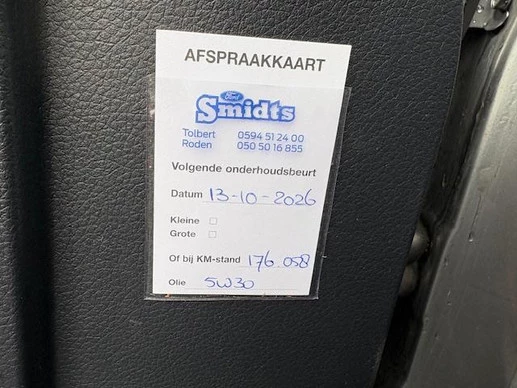 AFSPRAAKKAART
Ford
Smidts
Tolbert 0594 51 24 00
Roden 050 50 16 855
Volgende onderhoudsbeurt
Datum 13-10-2026
Kleine
Grote
Of bij KM-stand 176.058
Olie 5W30